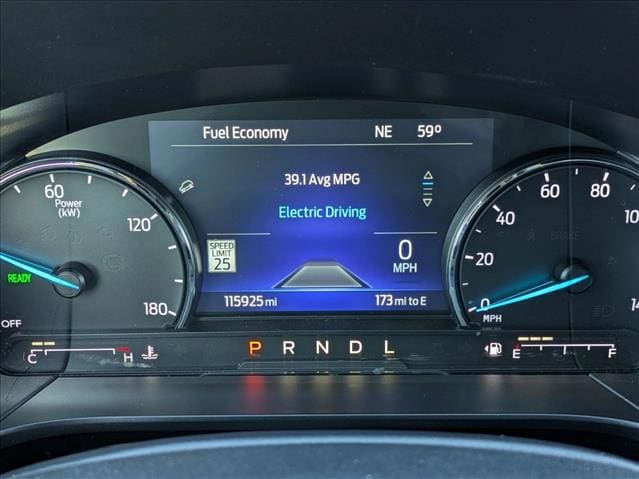 Fuel Economy NE 59°
39.1 Avg MPG
Electric Driving
60
Power
(kW)
120
180
READY
OFF
SPEED
LIMIT
25
0
MPH
115925 mi 173 mi to E
0
20
40
60
80
MPH
BRAKE
C H
P R N D L
E F